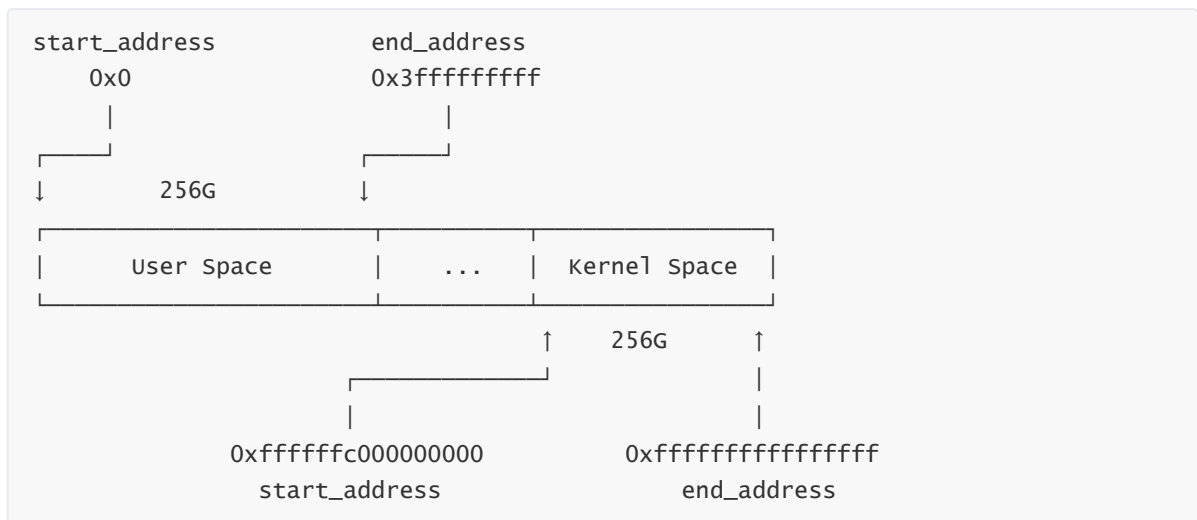 start_address end_address
0x0 0x3fffffffff
256G
User Space ... Kernel Space
256G
0xffffffc000000000 0xffffffffffffffff
start_address end_address